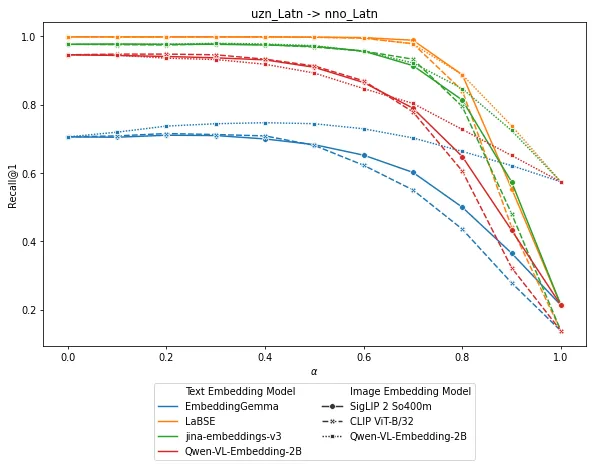 uzn_Latn -> nno_Latn
Recall@1
1.0
0.8
0.6
0.4
0.2
0.0 0.2 0.4 0.6 0.8 1.0
α
Text Embedding Model
EmbeddingGemma
LaBSE
jina-embeddings-v3
Qwen-VL-Embedding-2B
Image Embedding Model
SigLIP 2 So400m
CLIP ViT-B/32
Qwen-VL-Embedding-2B